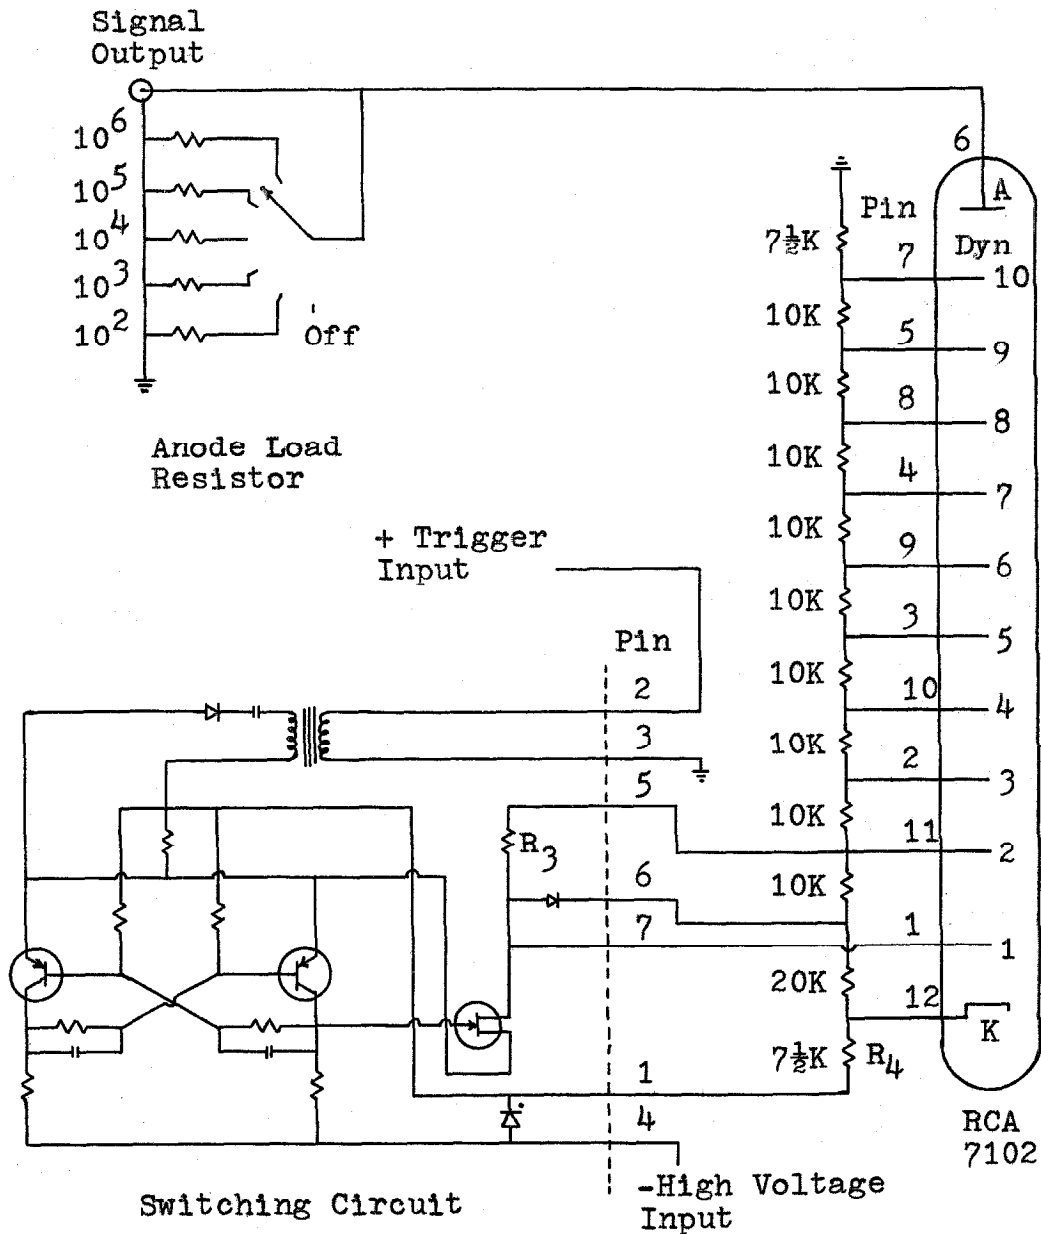 Signal
Output
10^6
10^5
10^4
10^3
10^2
Off
Anode Load
Resistor
6
A
Pin
Dyn
7½K
7
10
10K
5
9
10K
8
8
10K
4
7
10K
9
6
10K
3
5
10K
10
4
10K
2
3
10K
11
2
10K
1
1
20K
12
K
7½K
R4
RCA
7102
+ Trigger
Input
Pin
2
3
5
R3
6
7
1
4
-High Voltage
Input
Switching Circuit